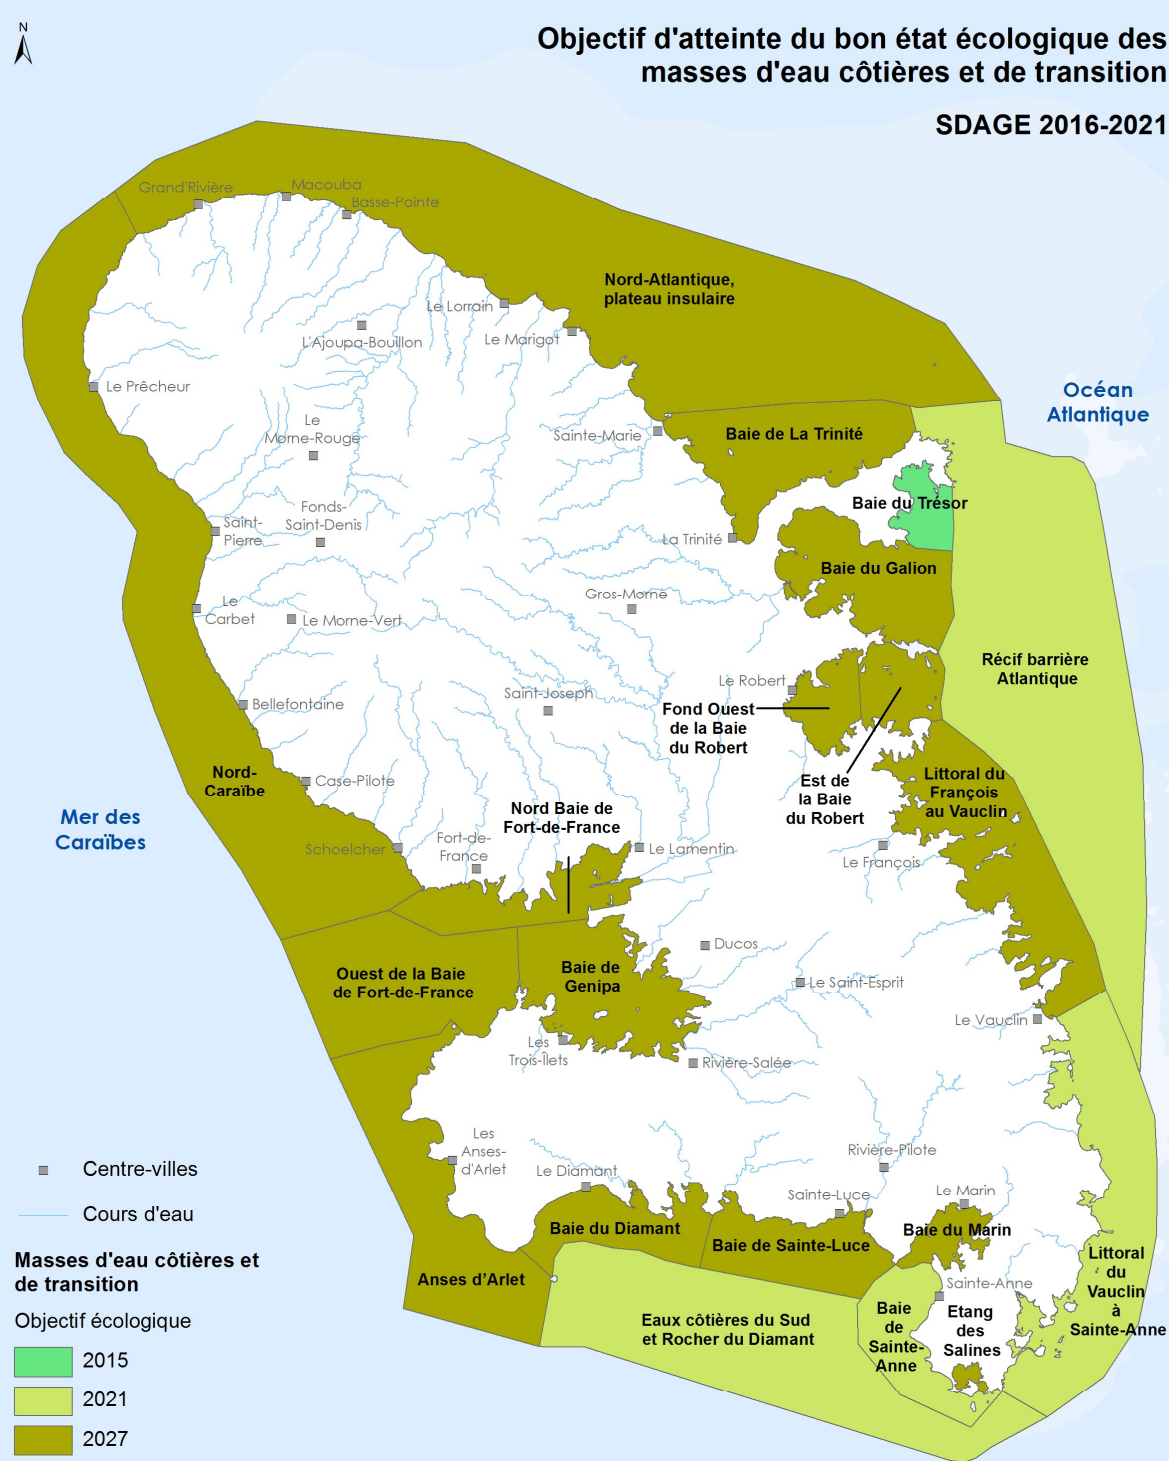 N
Objectif d'atteinte du bon état écologique des
masses d'eau côtières et de transition
SDAGE 2016-2021
Grand'Rivière
Macouba
Basse-Pointe
Nord-Atlantique,
plateau insulaire
Le Lorrain
Le Marigot
L'Ajoupa-Bouillon
Le Prêcheur
Océan
Atlantique
Le
Morne-Rouge
Sainte-Marie
Baie de La Trinité
Baie du Trésor
Fonds-
Saint-Denis
Saint-
Pierre
La Trinité
Baie du Galion
Gros-Morne
Le
Carbet
Le Morne-Vert
Récif barrière
Atlantique
Le Robert
Saint-Joseph
Bellefontaine
Fond Ouest
de la Baie
du Robert
Est de
la Baie
du Robert
Littoral du
François
au Vauclin
Nord-
Caraïbe
Case-Pilote
Mer des
Caraïbes
Nord Baie de
Fort-de-France
Schoelcher
Fort-de-
France
Le Lamentin
Le François
Ducos
Ouest de la Baie
de Fort-de-France
Baie de
Genipa
Le Saint-Esprit
Le Vauclin
Les
Trois-Îlets
Rivière-Salée
Les
Anses-
d'Arlet
Le Diamant
Rivière-Pilote
Sainte-Luce
Le Marin
Baie du Diamant
Baie de Sainte-Luce
Baie du Marin
Anses d'Arlet
Sainte-Anne
Littoral
du
Vauclin
à
Sainte-Anne
Eaux côtières du Sud
et Rocher du Diamant
Baie
de
Sainte-
Anne
Etang
des
Salines
Centre-villes
Cours d'eau
Masses d'eau côtières et
de transition
Objectif écologique
2015
2021
2027